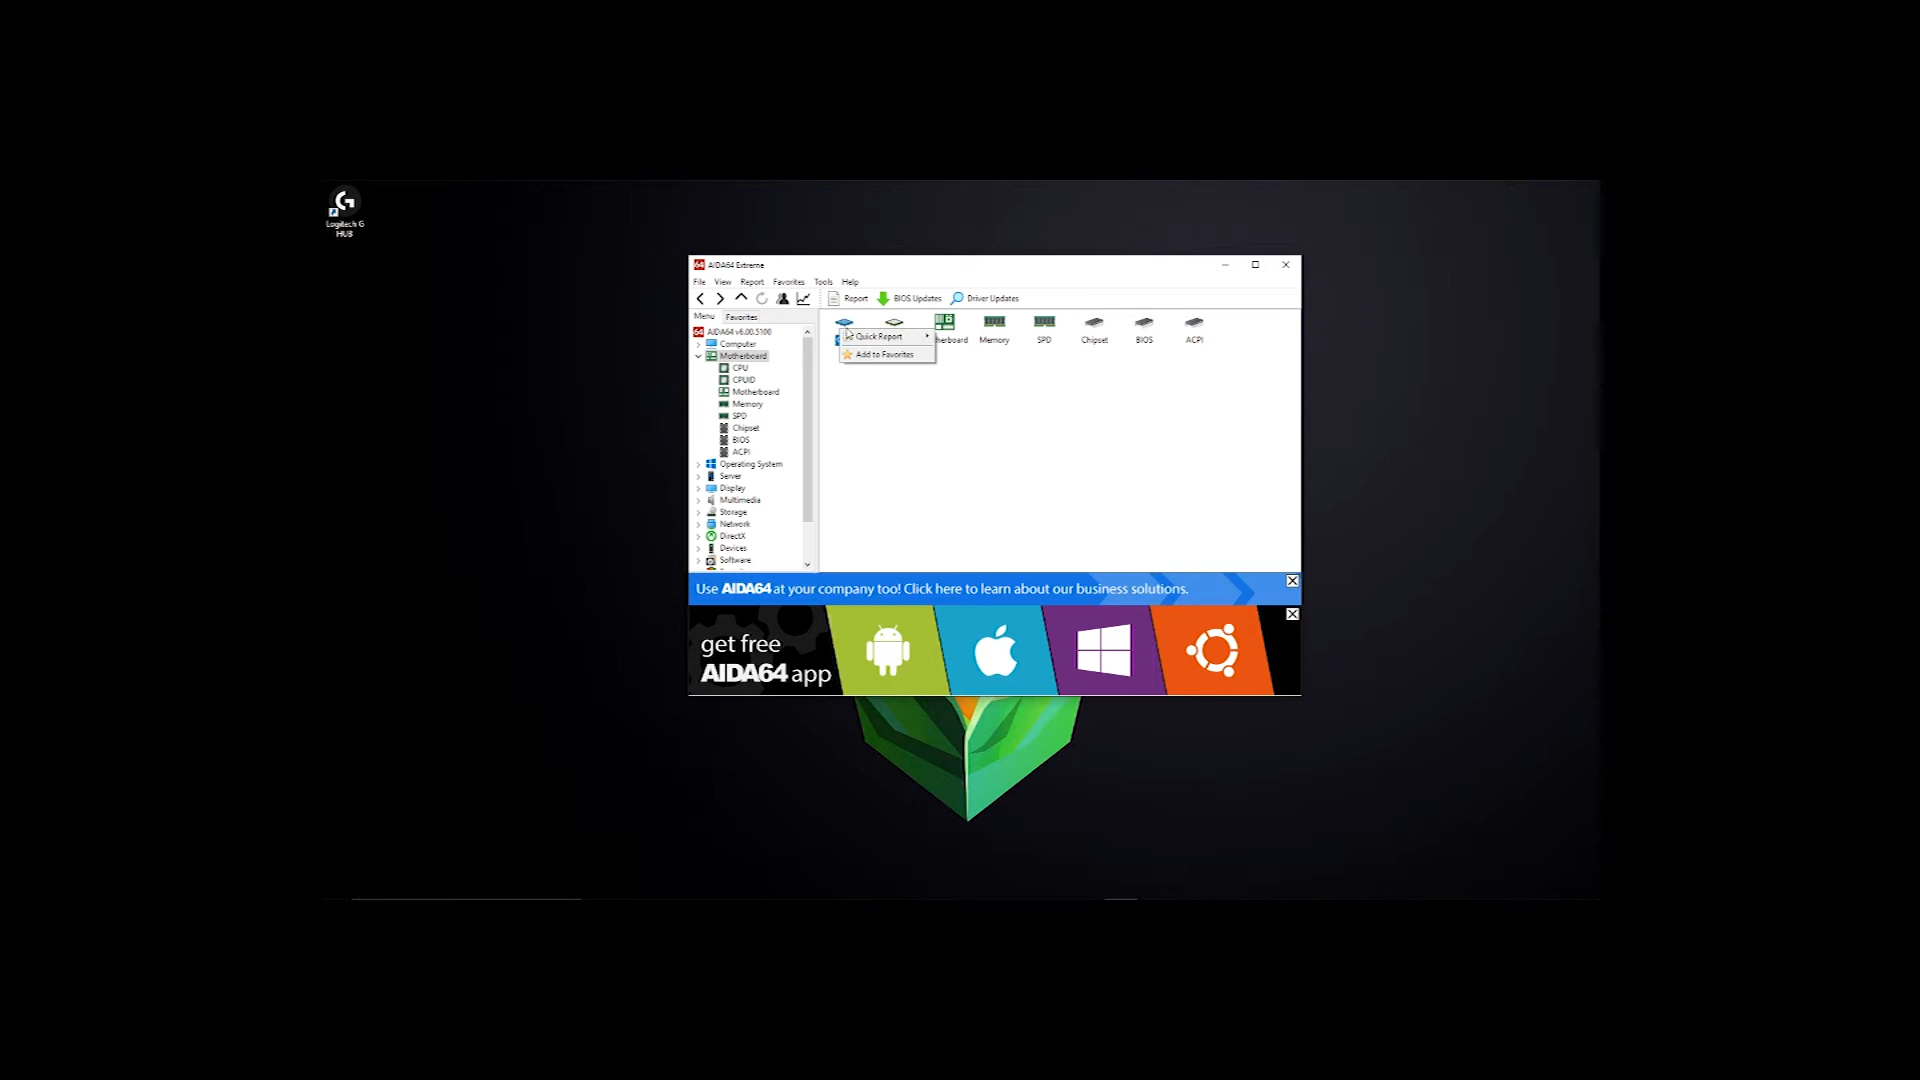 Logitech G
HUB
AIDA64 Extreme
File View Report Favorites Tools Help
Report BIOS Updates Driver Updates
Menu Favorites
AIDA64 v6.00.5100
Computer
Motherboard
CPU
CPUID
Motherboard
Memory
SPD
Chipset
BIOS
ACPI
Operating System
Server
Display
Multimedia
Storage
Network
DirectX
Devices
Software
Quick Report
Add to Favorites
herboard Memory SPD Chipset BIOS ACPI
Use AIDA64 at your company too! Click here to learn about our business solutions.
get free
AIDA64 app